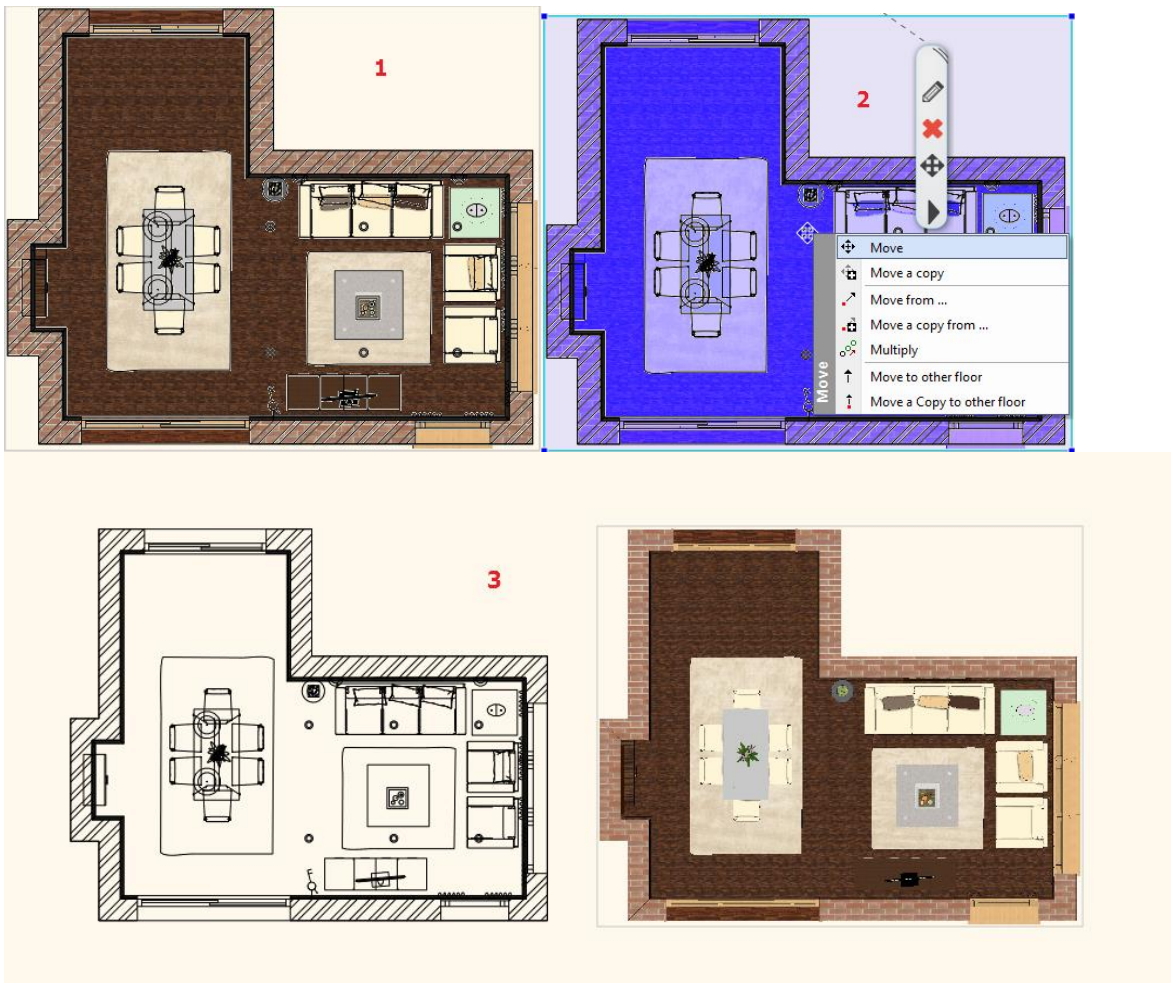 1
2
Move
Move
Move a copy
Move from ...
Move a copy from ...
Multiply
Move to other floor
Move a Copy to other floor
3